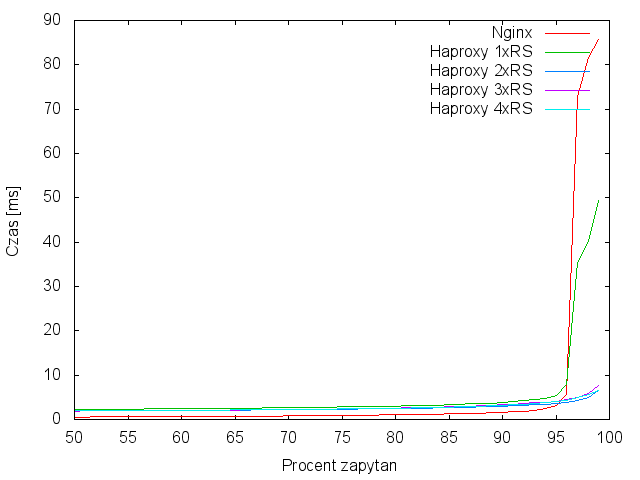 90
80
70
60
50
40
30
20
10
0
Czas [ms]
Nginx
Haproxy 1xRS
Haproxy 2xRS
Haproxy 3xRS
Haproxy 4xRS
50 55 60 65 70 75 80 85 90 95 100
Procent zapytan